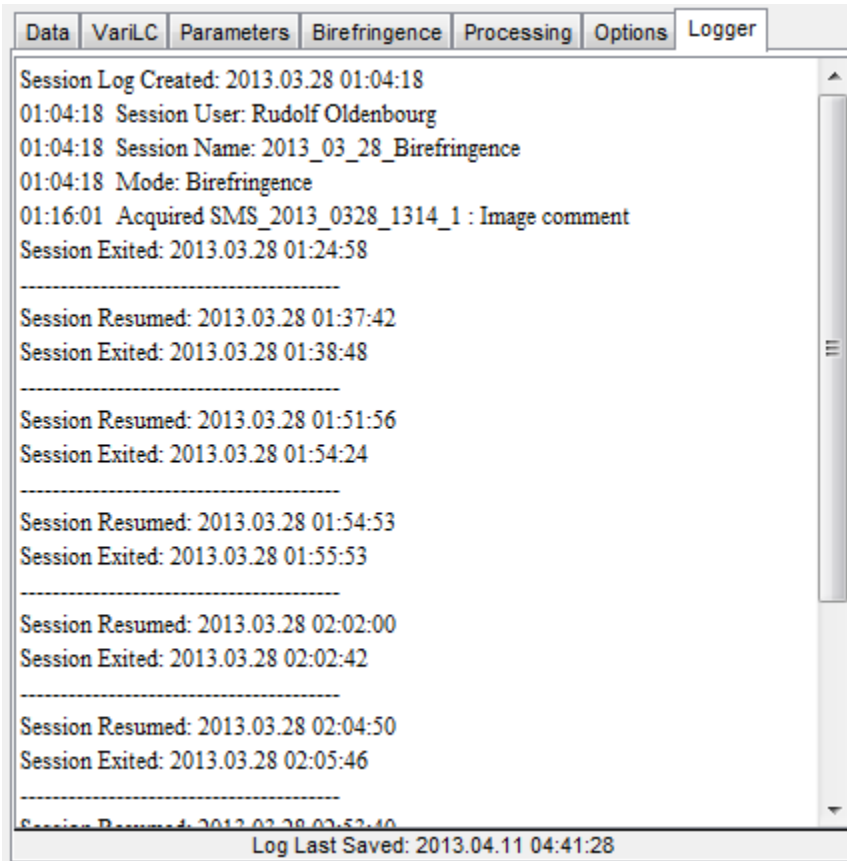 Data VariLC Parameters Birefringence Processing Options Logger
Session Log Created: 2013.03.28 01:04:18
01:04:18 Session User: Rudolf Oldenbourg
01:04:18 Session Name: 2013_03_28_Birefringence
01:04:18 Mode: Birefringence
01:16:01 Acquired SMS_2013_0328_1314_1 : Image comment
Session Exited: 2013.03.28 01:24:58
----------------------------------------
Session Resumed: 2013.03.28 01:37:42
Session Exited: 2013.03.28 01:38:48
----------------------------------------
Session Resumed: 2013.03.28 01:51:56
Session Exited: 2013.03.28 01:54:24
----------------------------------------
Session Resumed: 2013.03.28 01:54:53
Session Exited: 2013.03.28 01:55:53
----------------------------------------
Session Resumed: 2013.03.28 02:02:00
Session Exited: 2013.03.28 02:02:42
----------------------------------------
Session Resumed: 2013.03.28 02:04:50
Session Exited: 2013.03.28 02:05:46
----------------------------------------
Session Resumed: 2013.03.28
Log Last Saved: 2013.04.11 04:41:28